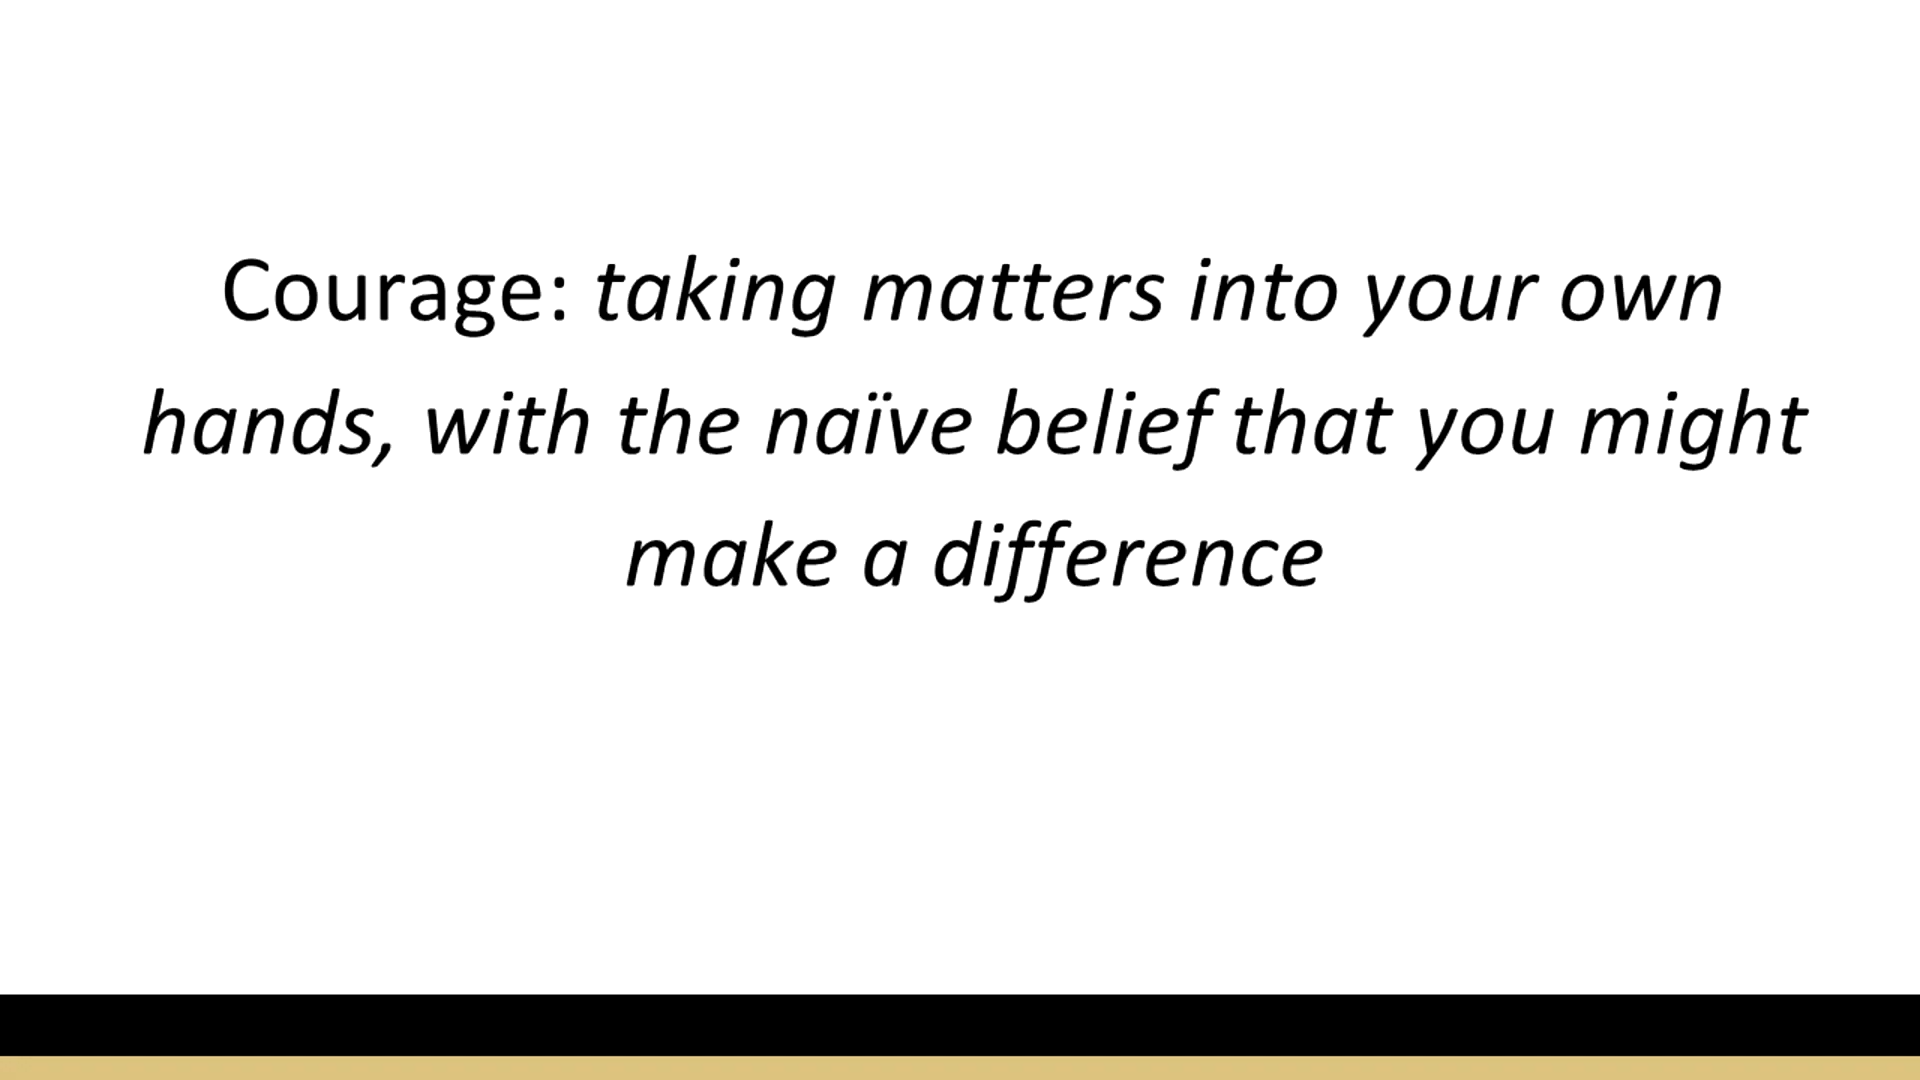 Courage: taking matters into your own
hands, with the naïve belief that you might
make a difference